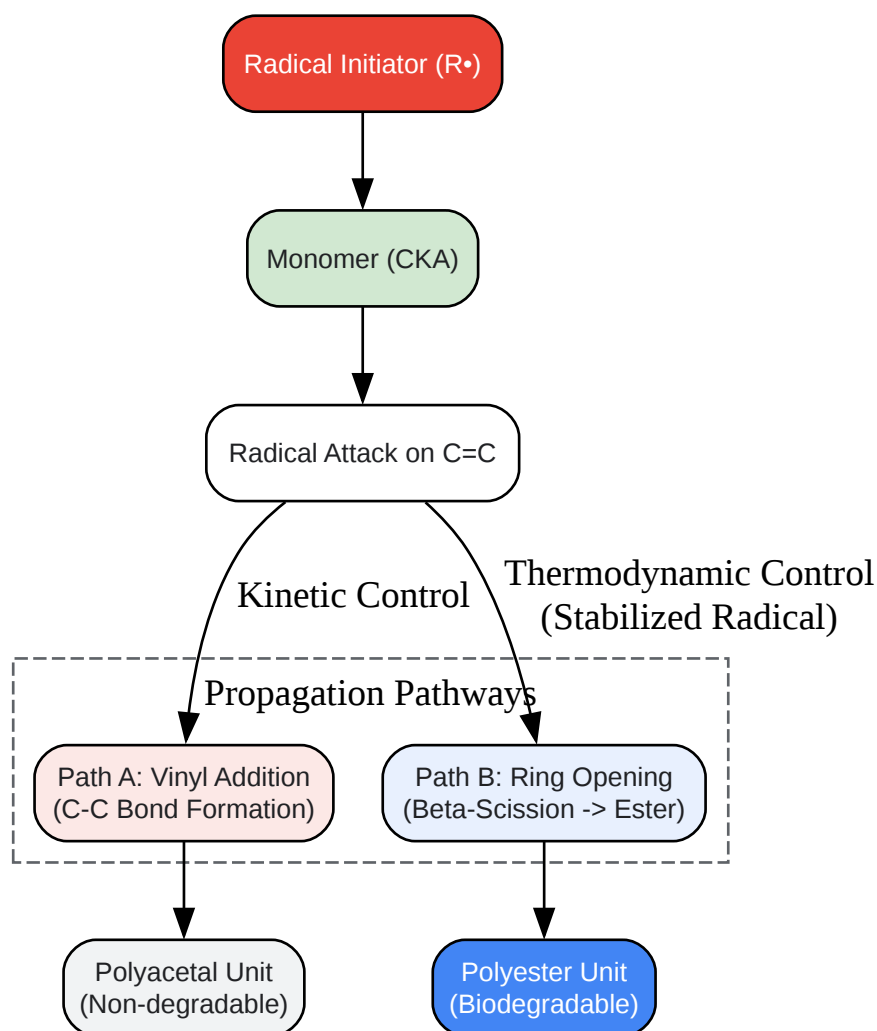 Radical Initiator (R•)
Monomer (CKA)
Radical Attack on C=C
Kinetic Control
Thermodynamic Control
(Stabilized Radical)
Propagation Pathways
Path A: Vinyl Addition
(C-C Bond Formation)
Path B: Ring Opening
(Beta-Scission -> Ester)
Polyacetal Unit
(Non-degradable)
Polyester Unit
(Biodegradable)